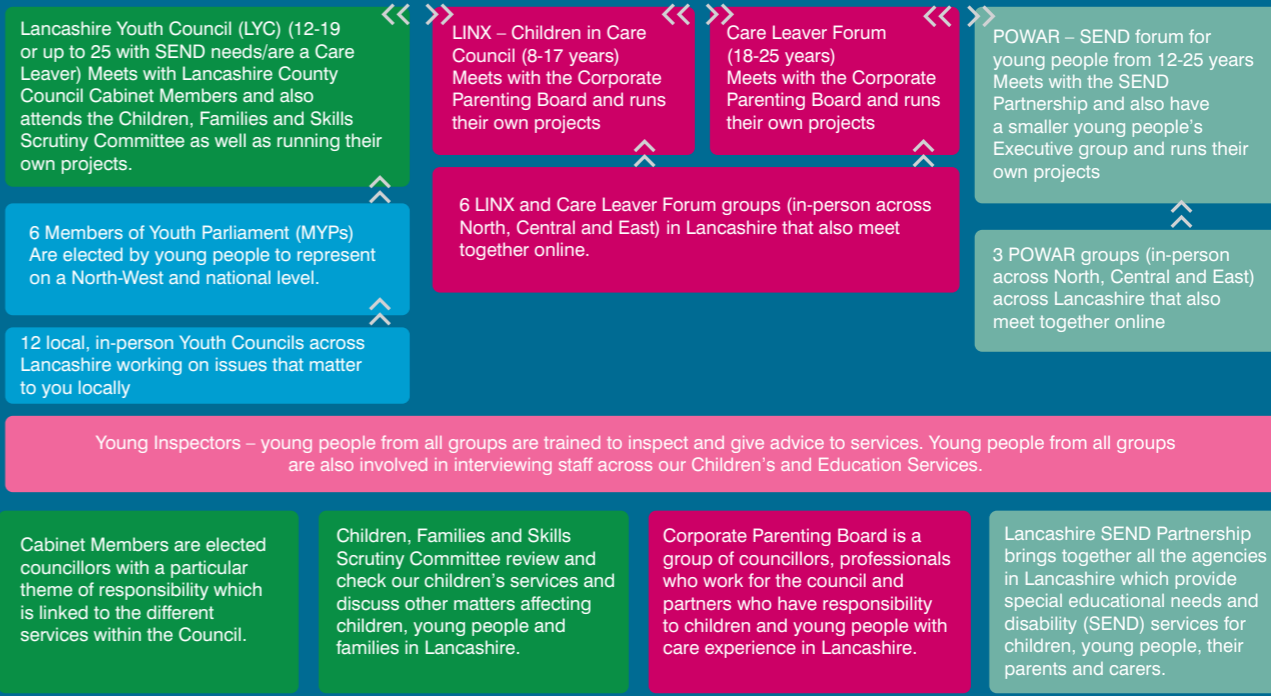 Lancashire Youth Council (LYC) (12-19
or up to 25 with SEND needs/are a Care
Leaver) Meets with Lancashire County
Council Cabinet Members and also
attends the Children, Families and Skills
Scrutiny Committee as well as running their
own projects.
LINX – Children in Care
Council (8-17 years)
Meets with the Corporate
Parenting Board and runs
their own projects
Care Leaver Forum
(18-25 years)
Meets with the Corporate
Parenting Board and runs
their own projects
POWAR – SEND forum for
young people from 12-25 years
Meets with the SEND
Partnership and also have
a smaller young people’s
Executive group and runs their
own projects
6 Members of Youth Parliament (MYPs)
Are elected by young people to represent
on a North-West and national level.
6 LINX and Care Leaver Forum groups (in-person across
North, Central and East) in Lancashire that also meet
together online.
3 POWAR groups (in-person
across North, Central and East)
across Lancashire that also
meet together online
12 local, in-person Youth Councils across
Lancashire working on issues that matter
to you locally
Young Inspectors – young people from all groups are trained to inspect and give advice to services. Young people from all groups
are also involved in interviewing staff across our Children’s and Education Services.
Cabinet Members are elected
councillors with a particular
theme of responsibility which
is linked to the different
services within the Council.
Children, Families and Skills
Scrutiny Committee review and
check our children’s services and
discuss other matters affecting
children, young people and
families in Lancashire.
Corporate Parenting Board is a
group of councillors, professionals
who work for the council and
partners who have responsibility
to children and young people with
care experience in Lancashire.
Lancashire SEND Partnership
brings together all the agencies
in Lancashire which provide
special educational needs and
disability (SEND) services for
children, young people, their
parents and carers.